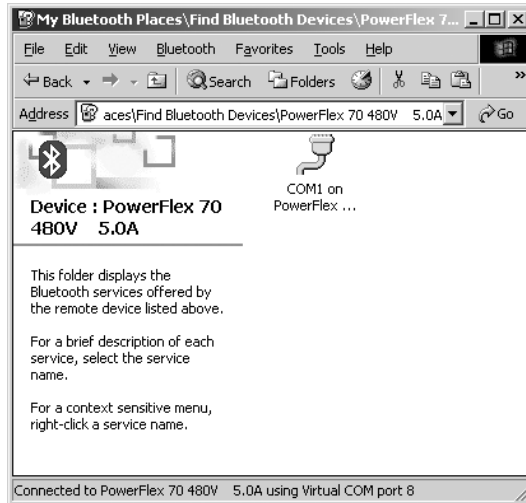 My Bluetooth Places\Find Bluetooth Devices\PowerFlex 7...
File Edit View Bluetooth Favorites Tools Help
Back Search Folders »
Address aces\Find Bluetooth Devices\PowerFlex 70 480V 5.0A Go
COM1 on
PowerFlex ...
Device : PowerFlex 70
480V 5.0A
This folder displays the
Bluetooth services offered by
the remote device listed above.
For a brief description of each
service, select the service
name.
For a context sensitive menu,
right-click a service name.
Connected to PowerFlex 70 480V 5.0A using Virtual COM port 8